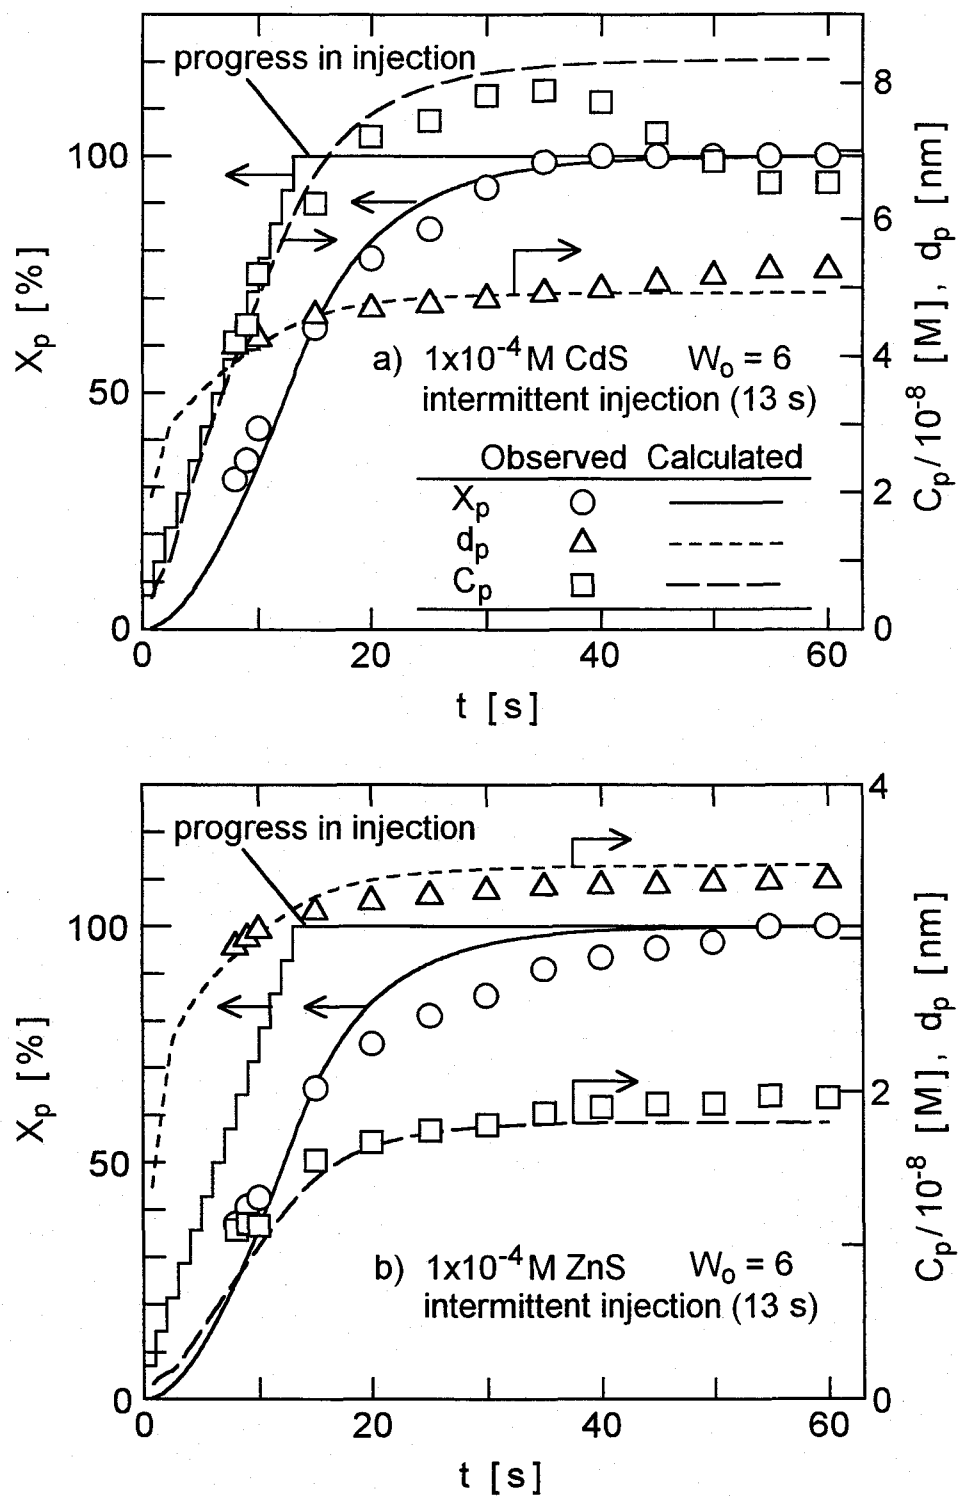 progress in injection
100
50
0
X_p [%]
8
6
4
2
0
C_p/10^-8 [M], d_p [nm]
a) 1x10^-4 M CdS W_o = 6
intermittent injection (13 s)
Observed Calculated
X_p
d_p
C_p
0 20 40 60
t [s]
progress in injection
100
50
0
X_p [%]
4
2
0
C_p/10^-8 [M], d_p [nm]
b) 1x10^-4 M ZnS W_o = 6
intermittent injection (13 s)
0 20 40 60
t [s]